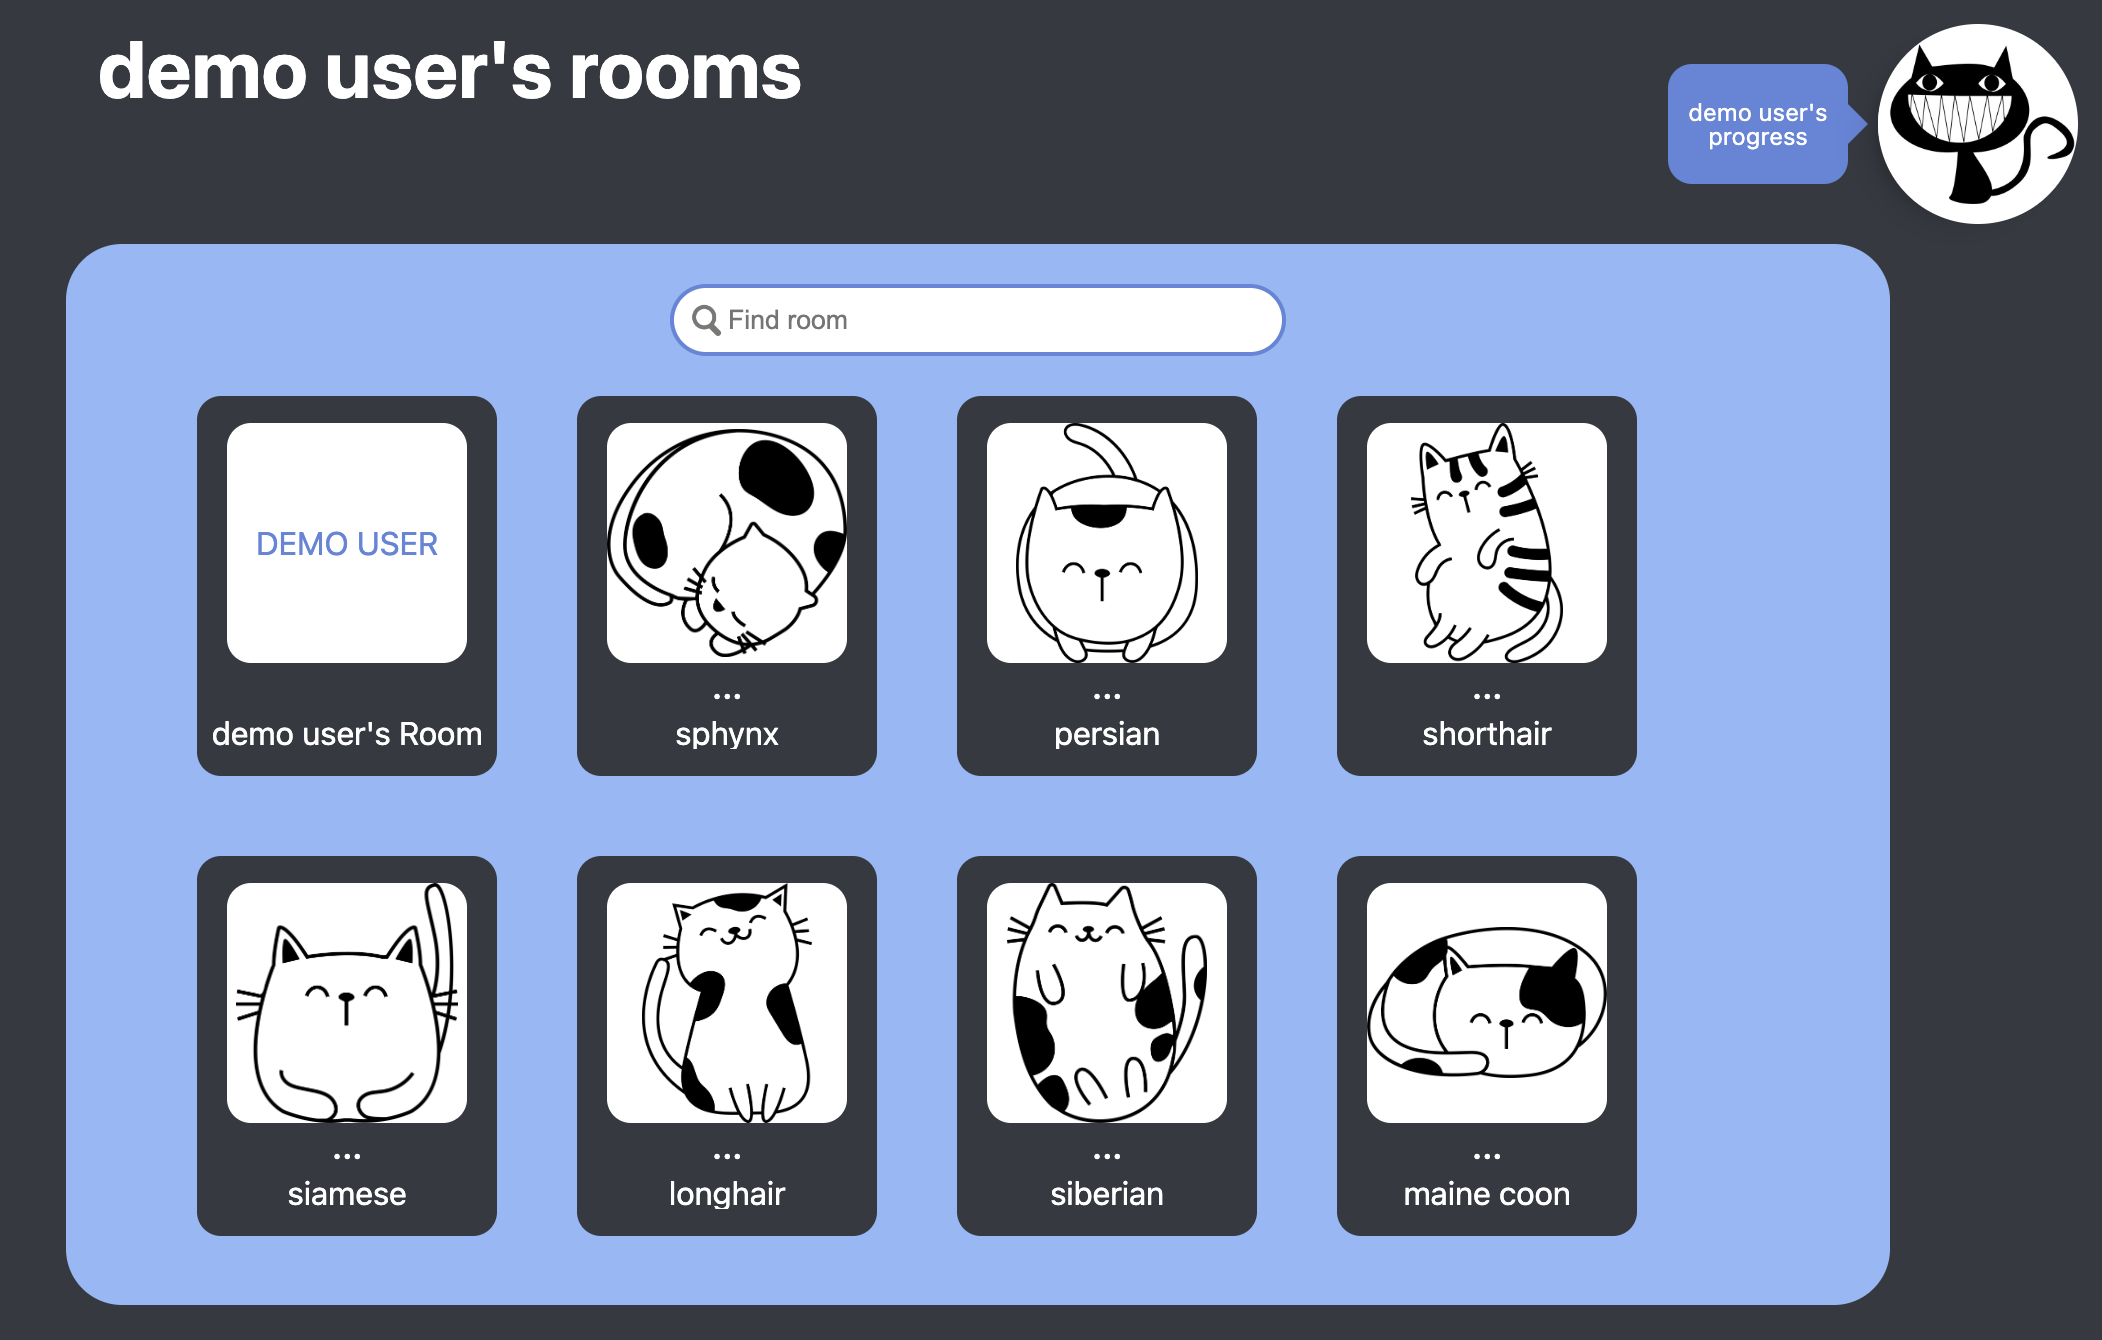 demo user's rooms
demo user's
progress
Find room
DEMO USER
demo user's Room
...
sphynx
...
persian
...
shorthair
...
siamese
...
longhair
...
siberian
...
maine coon